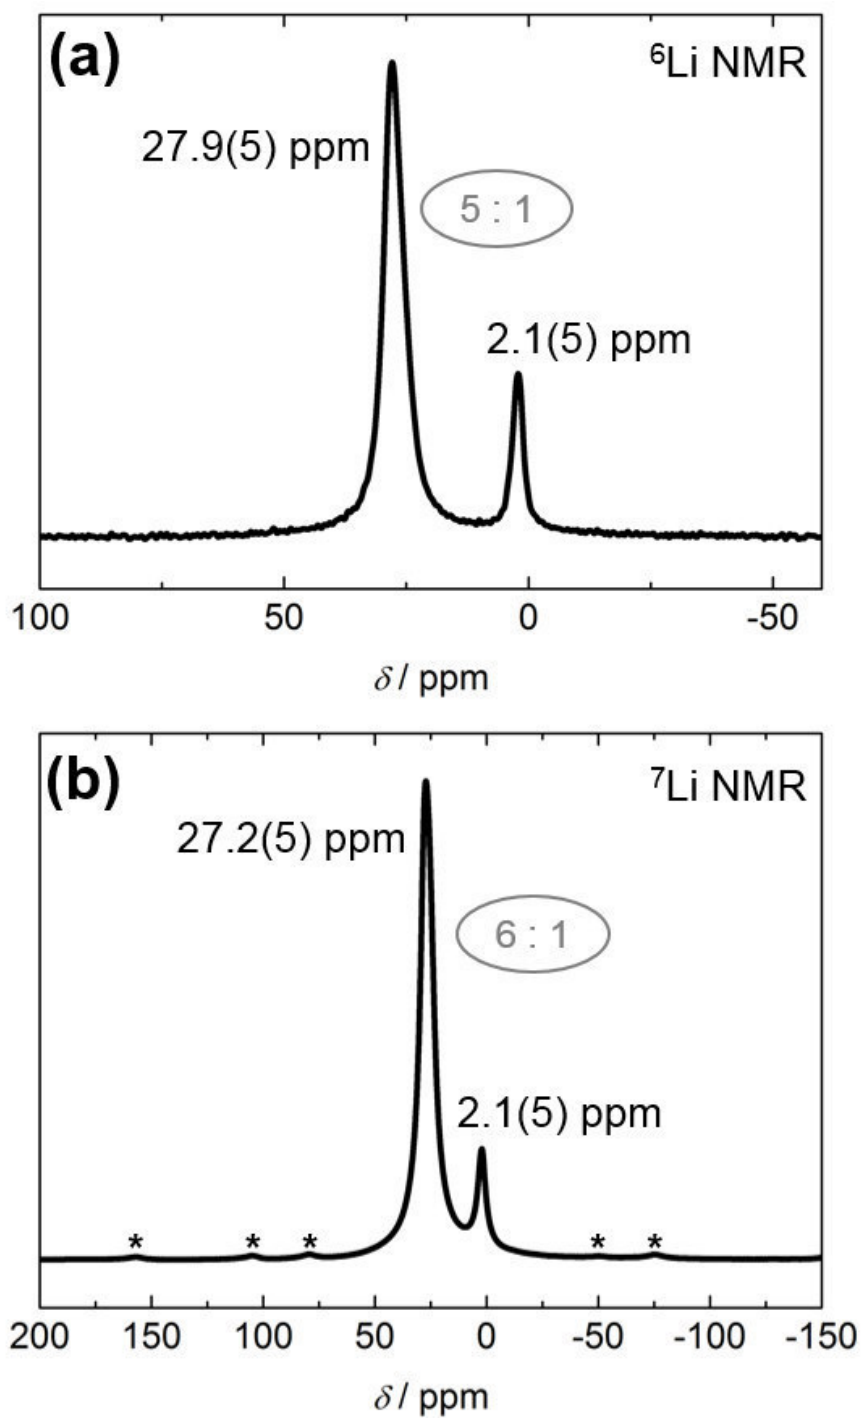 (a)
⁶Li NMR
27.9(5) ppm
5 : 1
2.1(5) ppm
100 50 0 -50
δ / ppm
(b)
⁷Li NMR
27.2(5) ppm
6 : 1
2.1(5) ppm
* * * * *
200 150 100 50 0 -50 -100 -150
δ / ppm